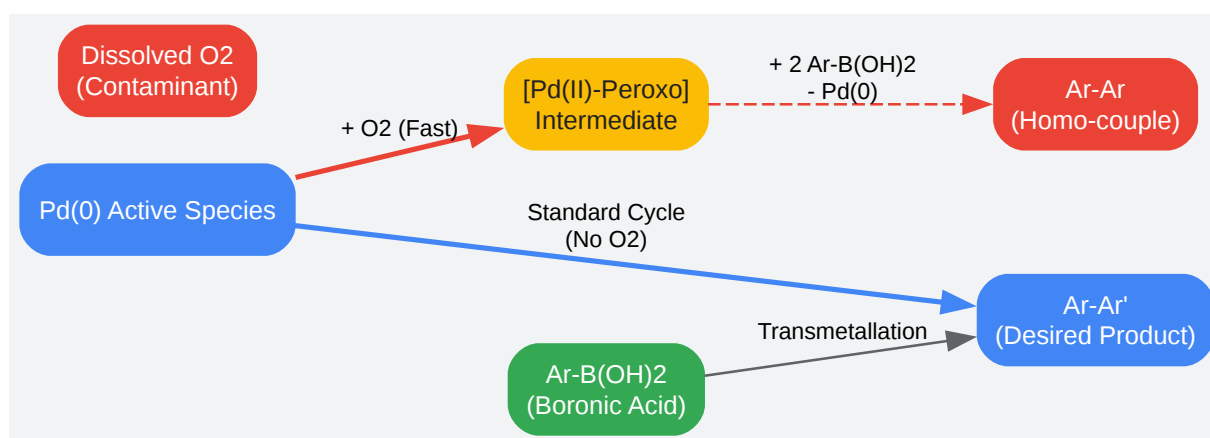 Dissolved O2
(Contaminant)
+ O2 (Fast)
[Pd(II)-Peroxo]
Intermediate
+ 2 Ar-B(OH)2
- Pd(0)
Ar-Ar
(Homo-couple)
Pd(0) Active Species
Standard Cycle
(No O2)
Ar-Ar'
(Desired Product)
Transmetallation
Ar-B(OH)2
(Boronic Acid)